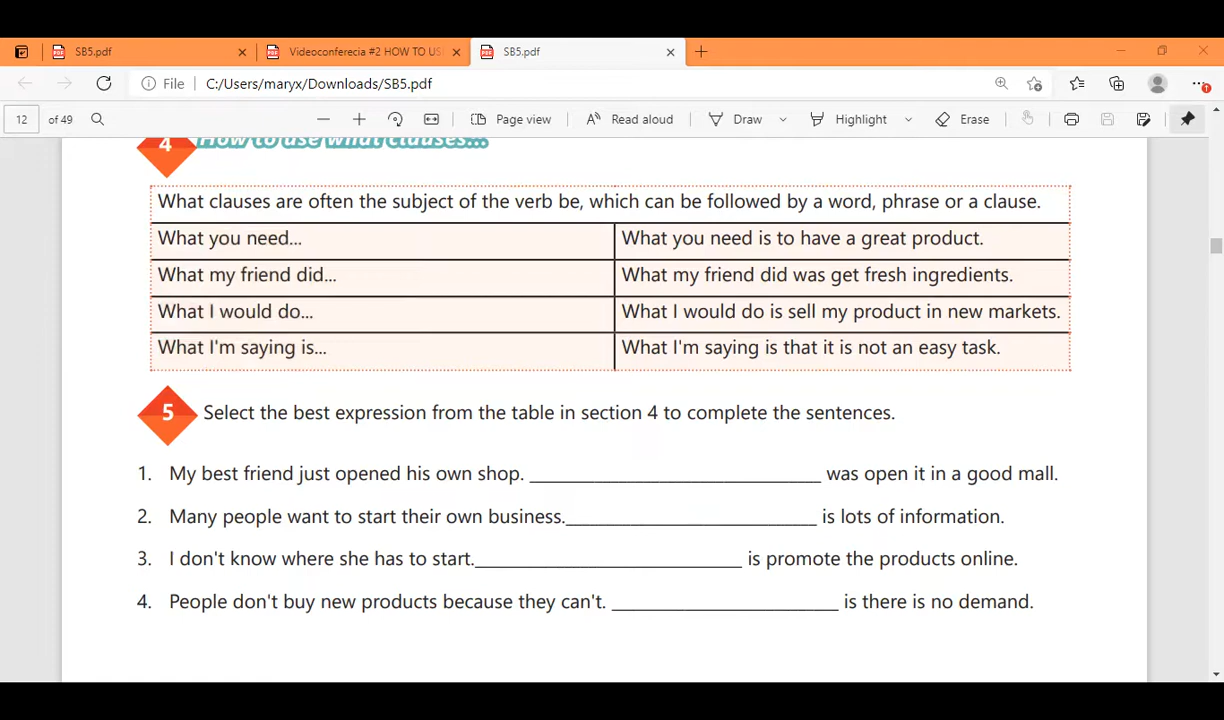 SB5.pdf
Videoconferecia #2 HOW TO US
SB5.pdf
File C:/Users/maryx/Downloads/SB5.pdf
12 of 49 Page view Read aloud Draw Highlight Erase
4 How to use what clauses...
What clauses are often the subject of the verb be, which can be followed by a word, phrase or a clause.
What you need... What you need is to have a great product.
What my friend did... What my friend did was get fresh ingredients.
What I would do... What I would do is sell my product in new markets.
What I'm saying is... What I'm saying is that it is not an easy task.
5 Select the best expression from the table in section 4 to complete the sentences.
1. My best friend just opened his own shop. __________________________ was open it in a good mall.
2. Many people want to start their own business._______________________ is lots of information.
3. I don't know where she has to start.________________________ is promote the products online.
4. People don't buy new products because they can't. _____________________ is there is no demand.